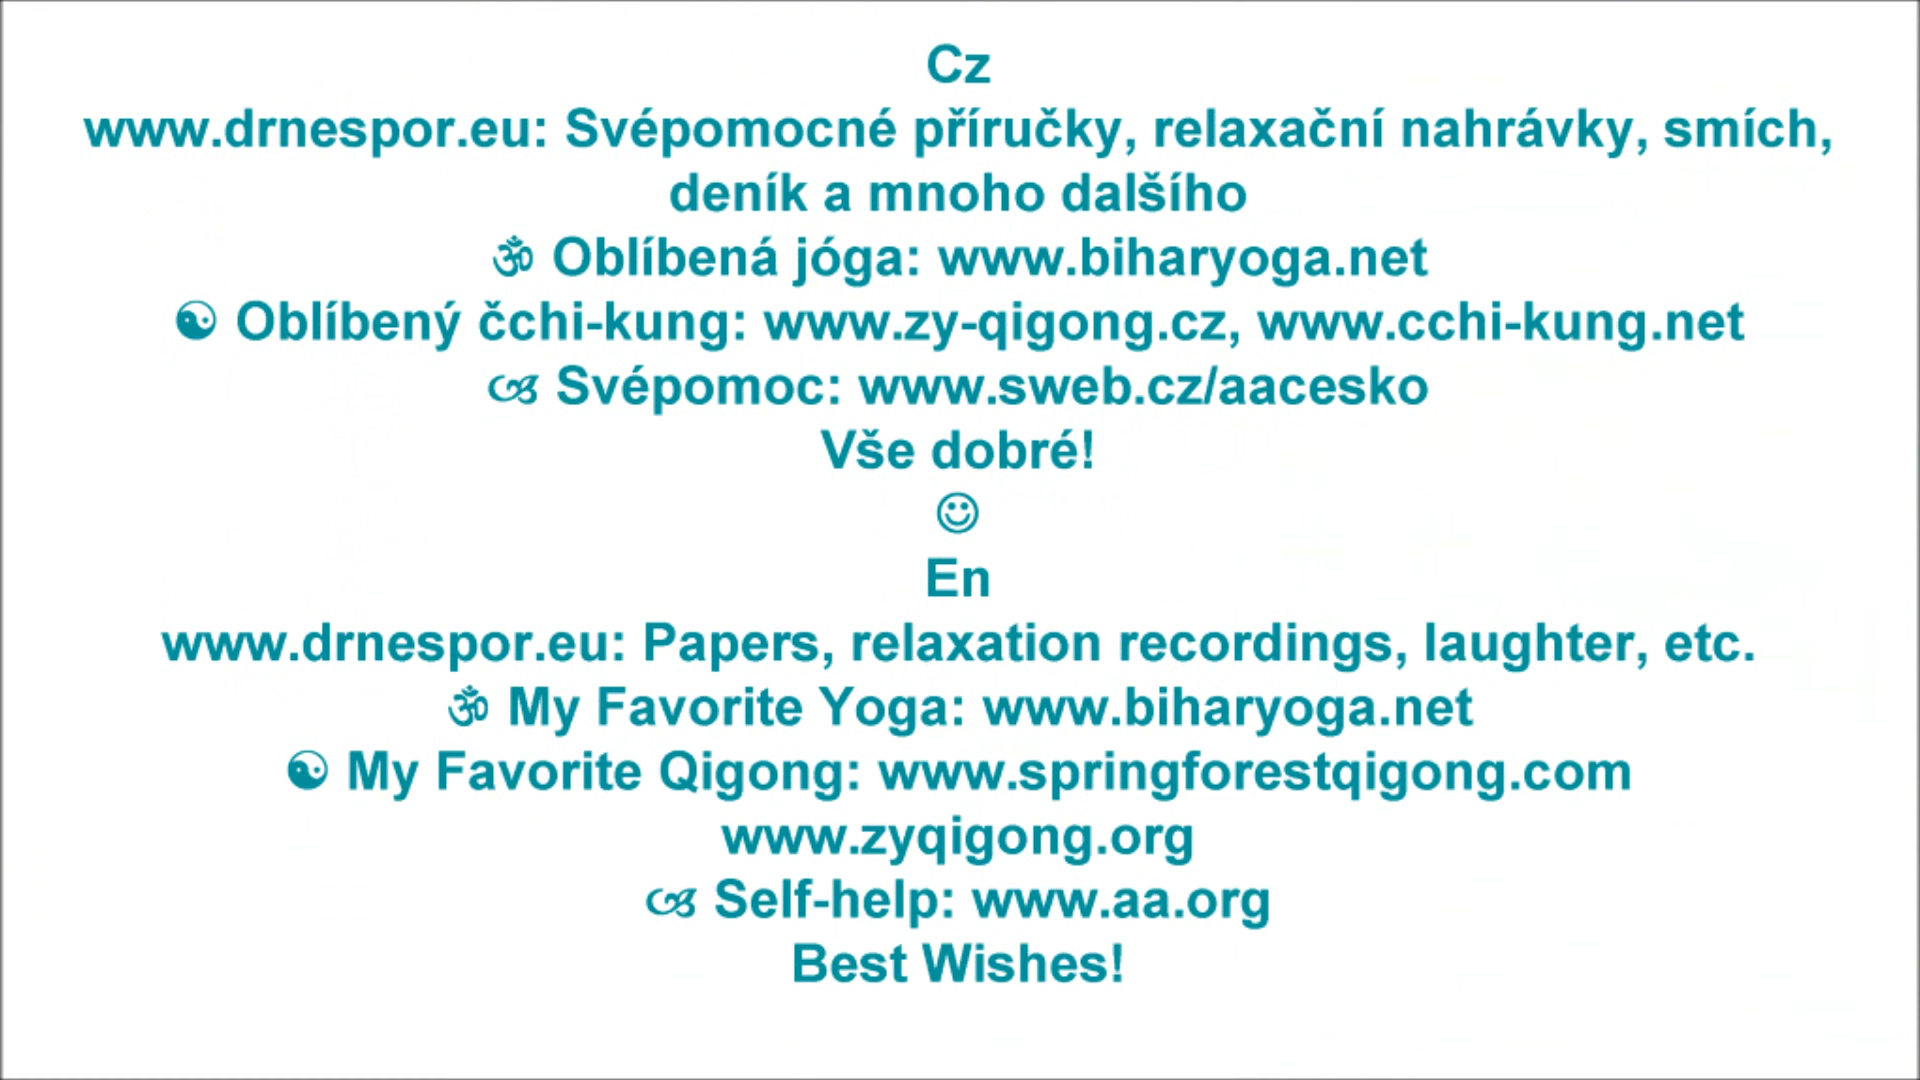 Cz
www.drnespor.eu: Svépomocné příručky, relaxační nahrávky, smích,
deník a mnoho dalšího
🕉 Oblíbená jóga: www.biharyoga.net
☯ Oblíbený čchi-kung: www.zy-qigong.cz, www.cchi-kung.net
🙚 Svépomoc: www.sweb.cz/aacesko
Vše dobré!
☺
En
www.drnespor.eu: Papers, relaxation recordings, laughter, etc.
🕉 My Favorite Yoga: www.biharyoga.net
☯ My Favorite Qigong: www.springforestqigong.com
www.zyqigong.org
🙚 Self-help: www.aa.org
Best Wishes!